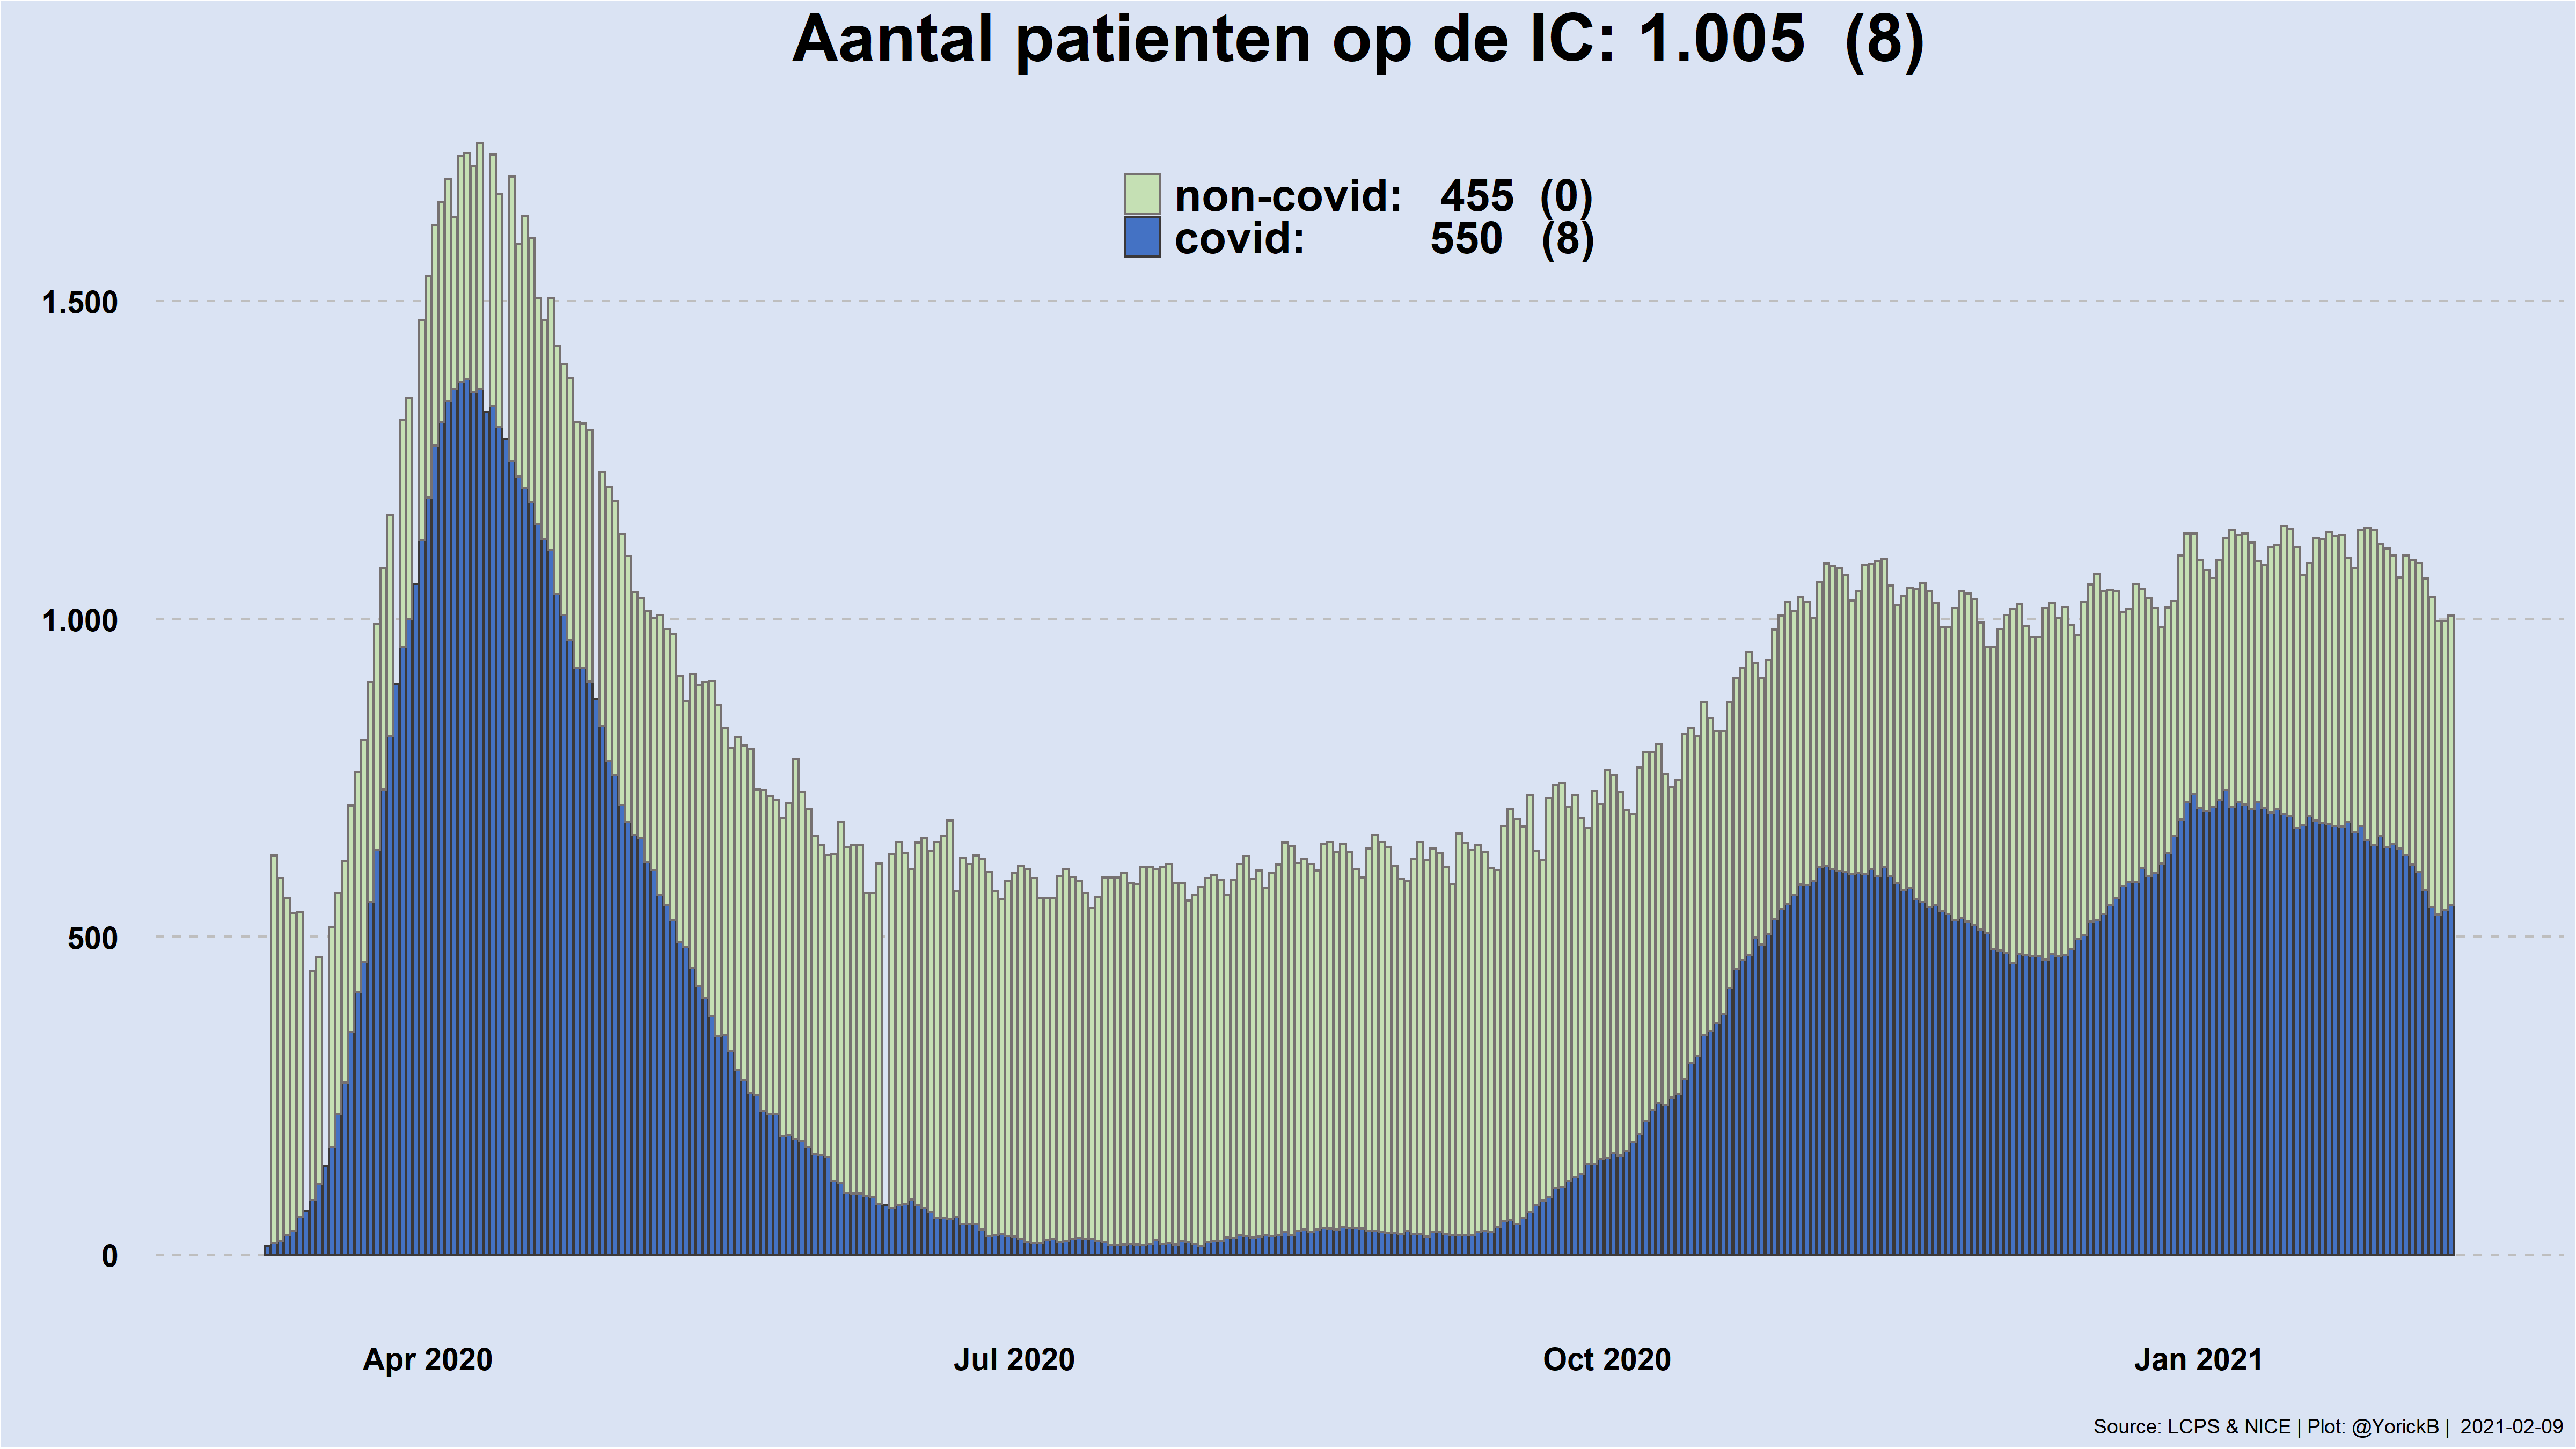 Aantal patienten op de IC: 1.005 (8)
non-covid: 455 (0)
covid: 550 (8)
1.500
1.000
500
0
Apr 2020 Jul 2020 Oct 2020 Jan 2021
Source: LCPS & NICE | Plot: @YorickB | 2021-02-09